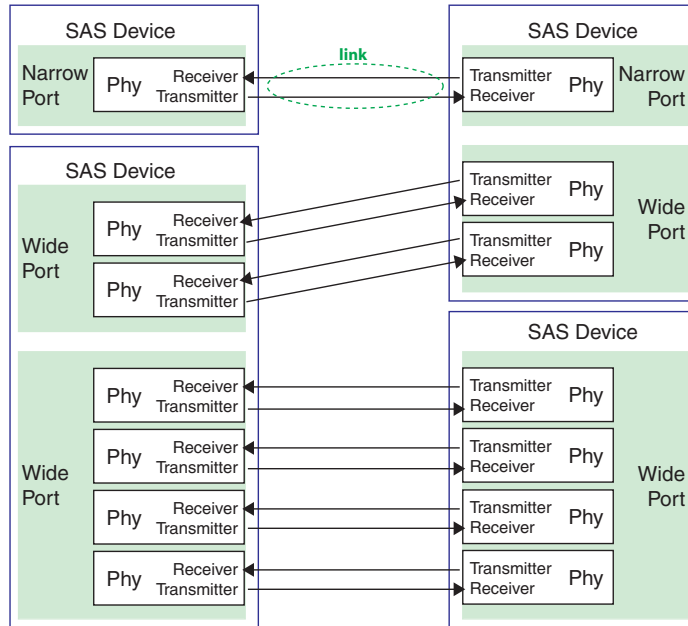 SAS Device
Narrow
Port
Phy
Receiver
Transmitter
link
SAS Device
Transmitter
Receiver
Phy
Narrow
Port
SAS Device
Wide
Port
Phy
Receiver
Transmitter
Phy
Receiver
Transmitter
Transmitter
Receiver
Phy
Transmitter
Receiver
Phy
Wide
Port
Wide
Port
Phy
Receiver
Transmitter
Phy
Receiver
Transmitter
Phy
Receiver
Transmitter
Phy
Receiver
Transmitter
SAS Device
Transmitter
Receiver
Phy
Transmitter
Receiver
Phy
Transmitter
Receiver
Phy
Transmitter
Receiver
Phy
Wide
Port